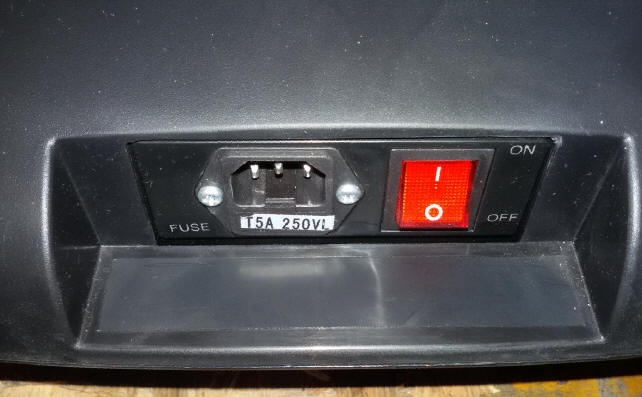 ON
I
O
OFF
FUSE
T5A 250VL